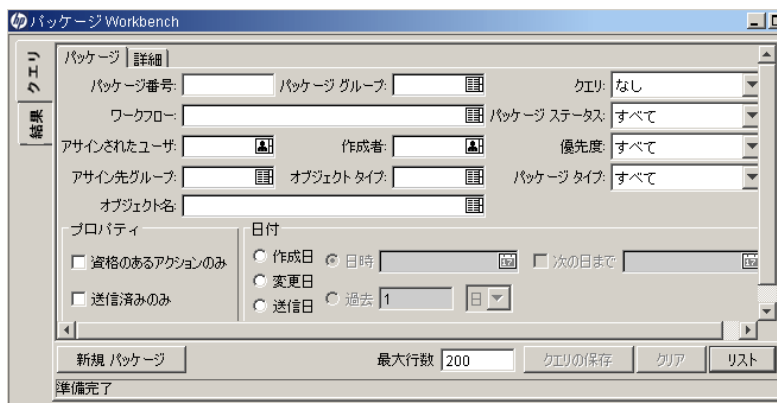 パッケージ Workbench
クエリ
結果
パッケージ 詳細
パッケージ番号: パッケージ グループ: クエリ: なし
ワークフロー: パッケージ ステータス: すべて
アサインされたユーザ: 作成者: 優先度: すべて
アサイン先グループ: オブジェクト タイプ: パッケージ タイプ: すべて
オブジェクト名:
プロパティ 日付
資格のあるアクションのみ 作成日 日時 17 次の日まで 17
変更日
送信済みのみ 送信日 過去 1 日
新規 パッケージ 最大行数 200 クエリの保存 クリア リスト
準備完了